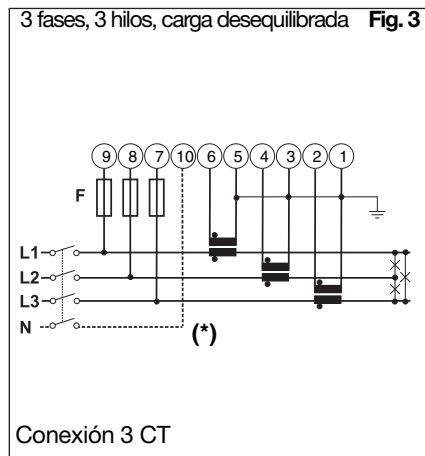 3 fases, 3 hilos, carga desequilibrada Fig. 3
9 8 7 10 6 5 4 3 2 1
F
L1
L2
L3
N
(*)
Conexión 3 CT